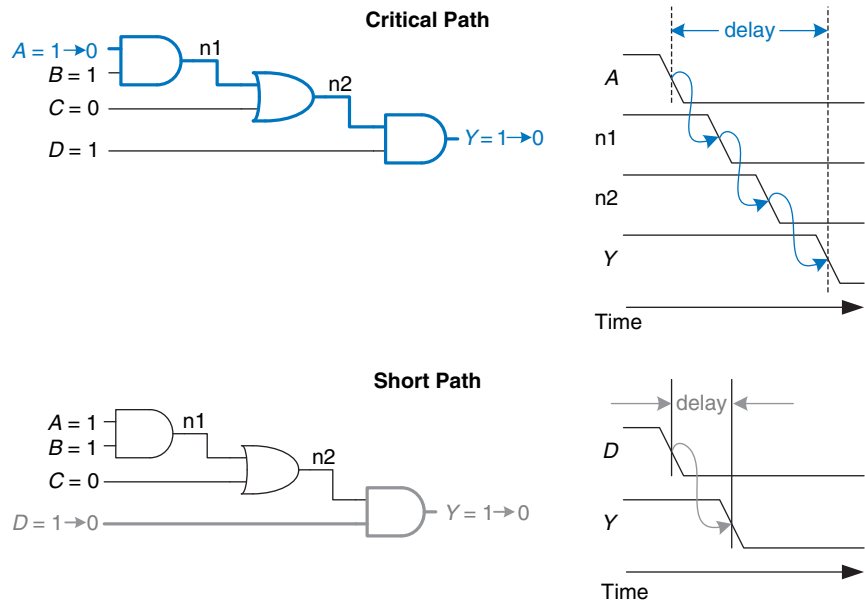 Critical Path
A = 1→0
B = 1
C = 0
D = 1
n1
n2
Y = 1→0
delay
A
n1
n2
Y
Time
Short Path
A = 1
B = 1
C = 0
D = 1→0
n1
n2
Y = 1→0
delay
D
Y
Time